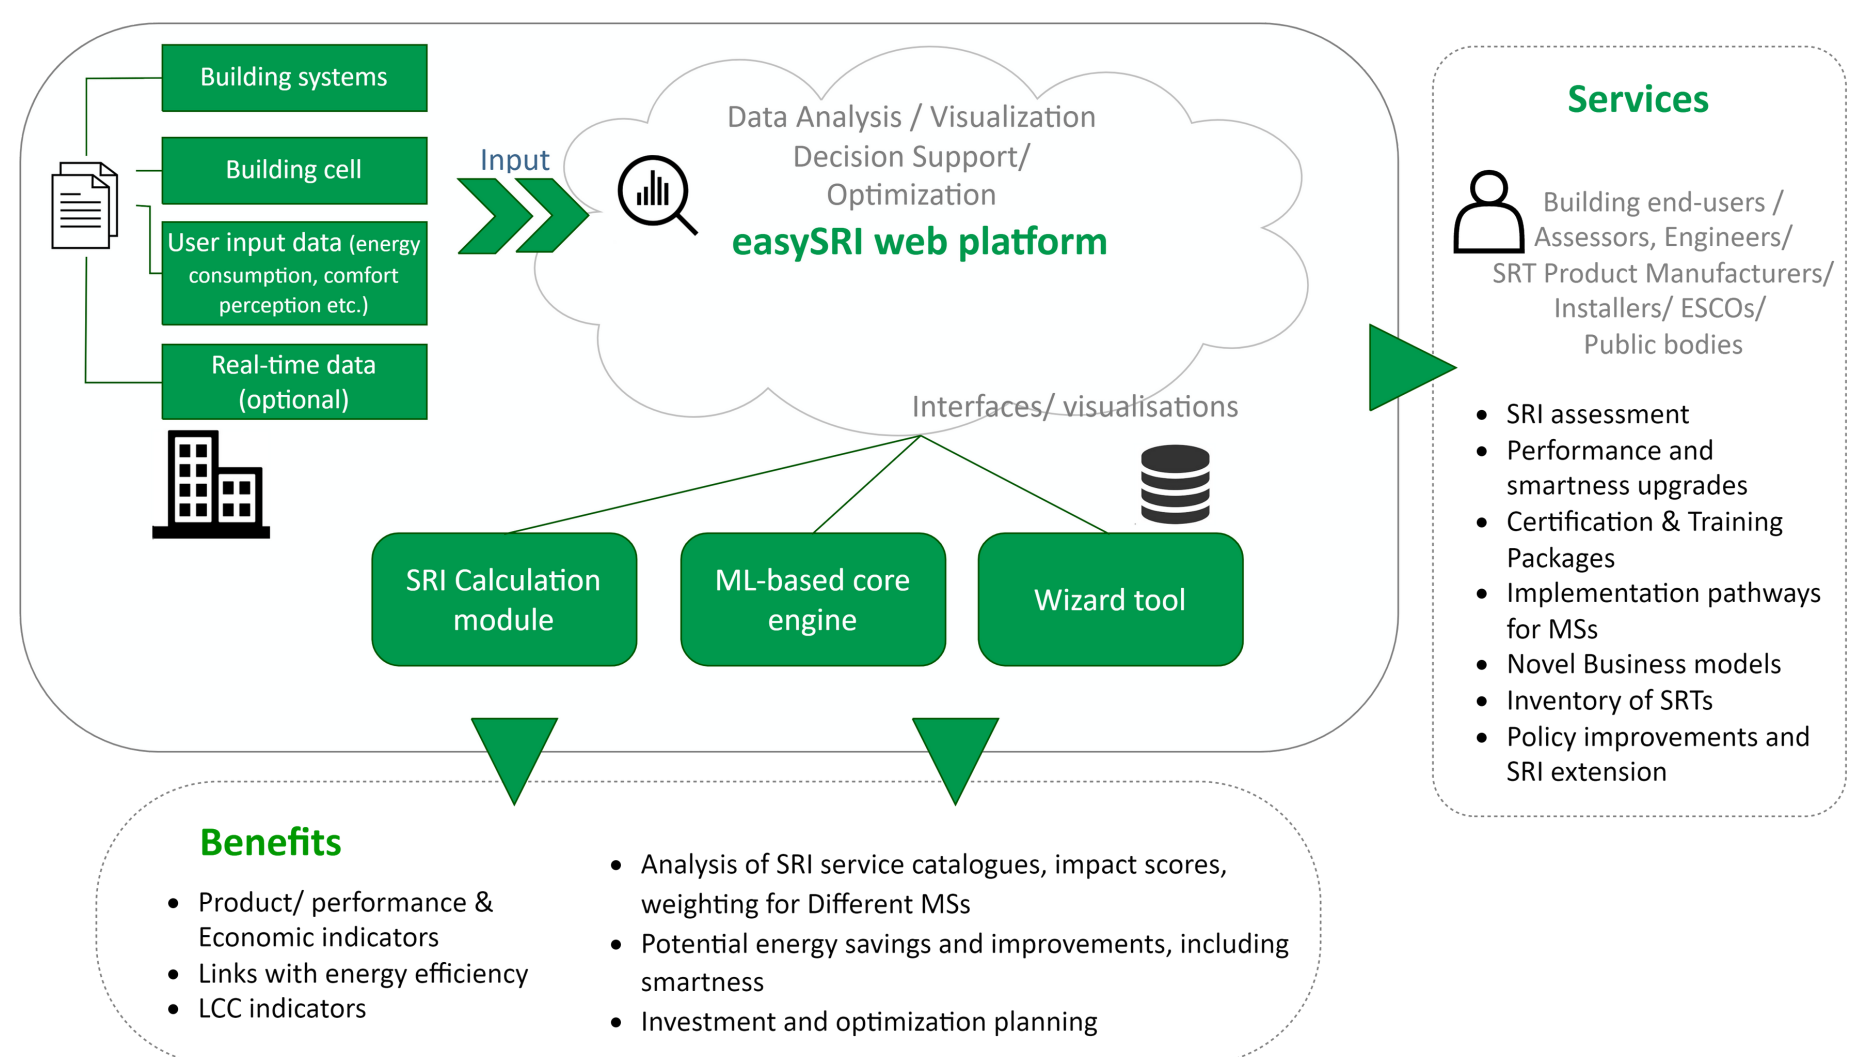 Building systems
Building cell
User input data (energy
consumption, comfort
perception etc.)
Real-time data
(optional)
Input
Data Analysis / Visualization
Decision Support/
Optimization
easySRI web platform
Interfaces/ visualisations
SRI Calculation
module
ML-based core
engine
Wizard tool
Services
Building end-users /
Assessors, Engineers/
SRT Product Manufacturers/
Installers/ ESCOs/
Public bodies
• SRI assessment
• Performance and
smartness upgrades
• Certification & Training
Packages
• Implementation pathways
for MSs
• Novel Business models
• Inventory of SRTs
• Policy improvements and
SRI extension
Benefits
• Product/ performance &
Economic indicators
• Links with energy efficiency
• LCC indicators
• Analysis of SRI service catalogues, impact scores,
weighting for Different MSs
• Potential energy savings and improvements, including
smartness
• Investment and optimization planning